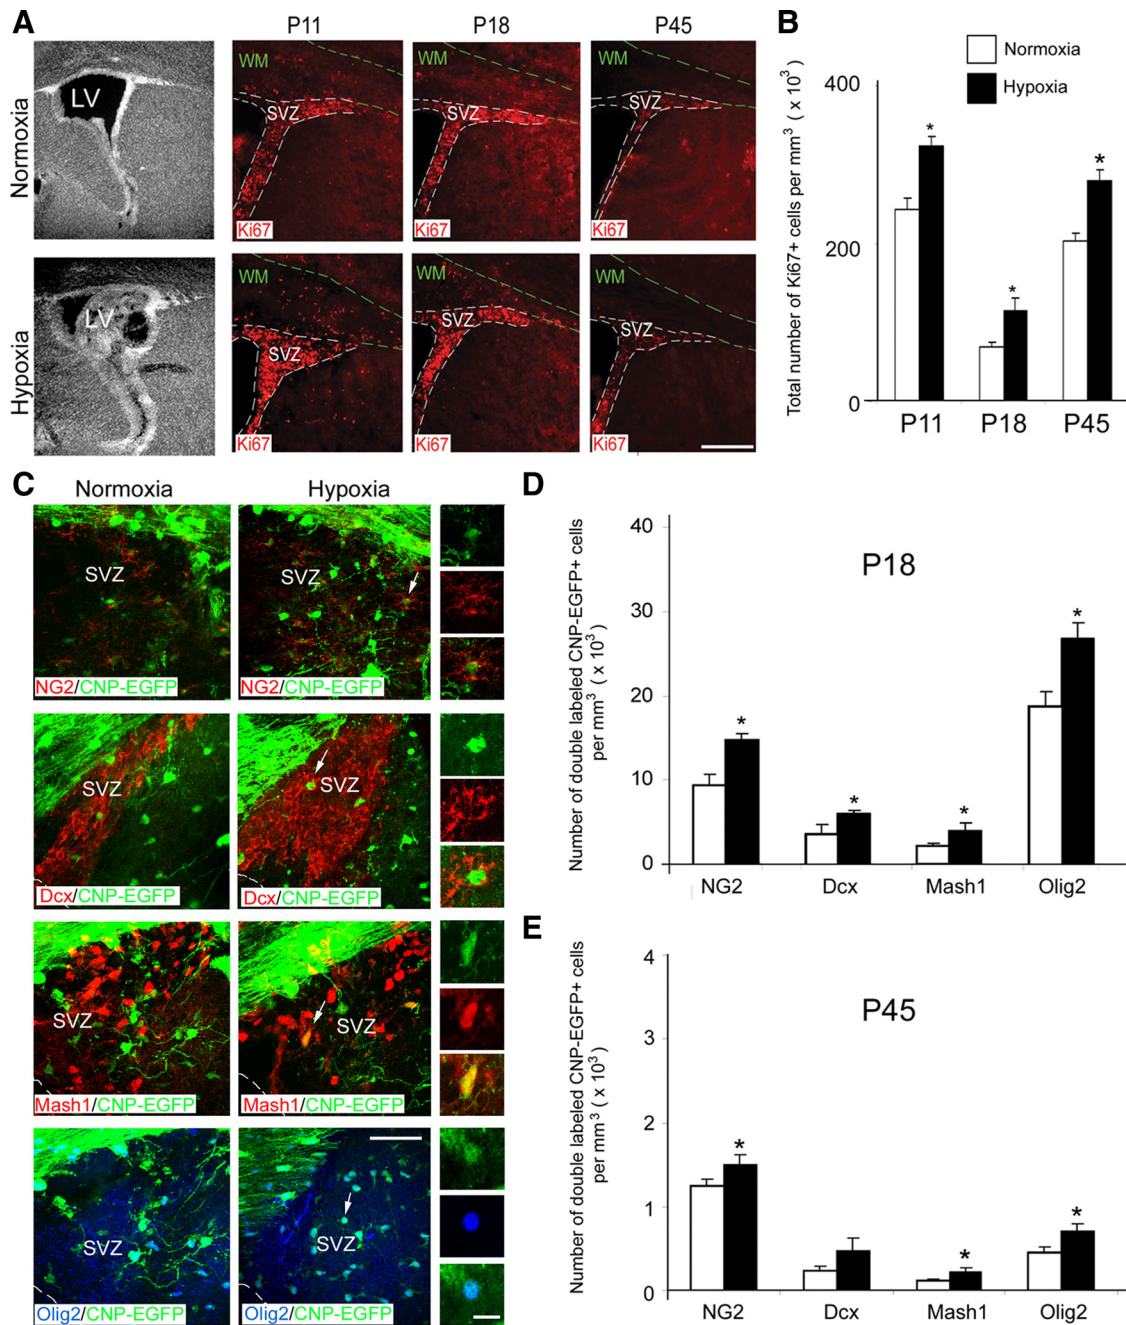 A
P11
P18
P45
Normoxia
LV
WM
SVZ
Ki67
WM
SVZ
Ki67
WM
SVZ
Ki67
Hypoxia
LV
WM
SVZ
Ki67
WM
SVZ
Ki67
WM
SVZ
Ki67
B
Normoxia
Hypoxia
Total number of Ki67+ cells per mm³ ( x 10³)
400
200
0
*
*
*
P11
P18
P45
C
Normoxia
Hypoxia
SVZ
NG2/CNP-EGFP
SVZ
NG2/CNP-EGFP
SVZ
Dcx/CNP-EGFP
SVZ
Dcx/CNP-EGFP
SVZ
Mash1/CNP-EGFP
SVZ
Mash1/CNP-EGFP
SVZ
Olig2/CNP-EGFP
SVZ
Olig2/CNP-EGFP
D
P18
Number of double labeled CNP-EGFP+ cells
per mm³ ( x 10³)
40
30
20
10
0
*
*
*
*
NG2
Dcx
Mash1
Olig2
E
P45
Number of double labeled CNP-EGFP+ cells
per mm³ ( x 10³)
4
3
2
1
0
*
*
*
NG2
Dcx
Mash1
Olig2